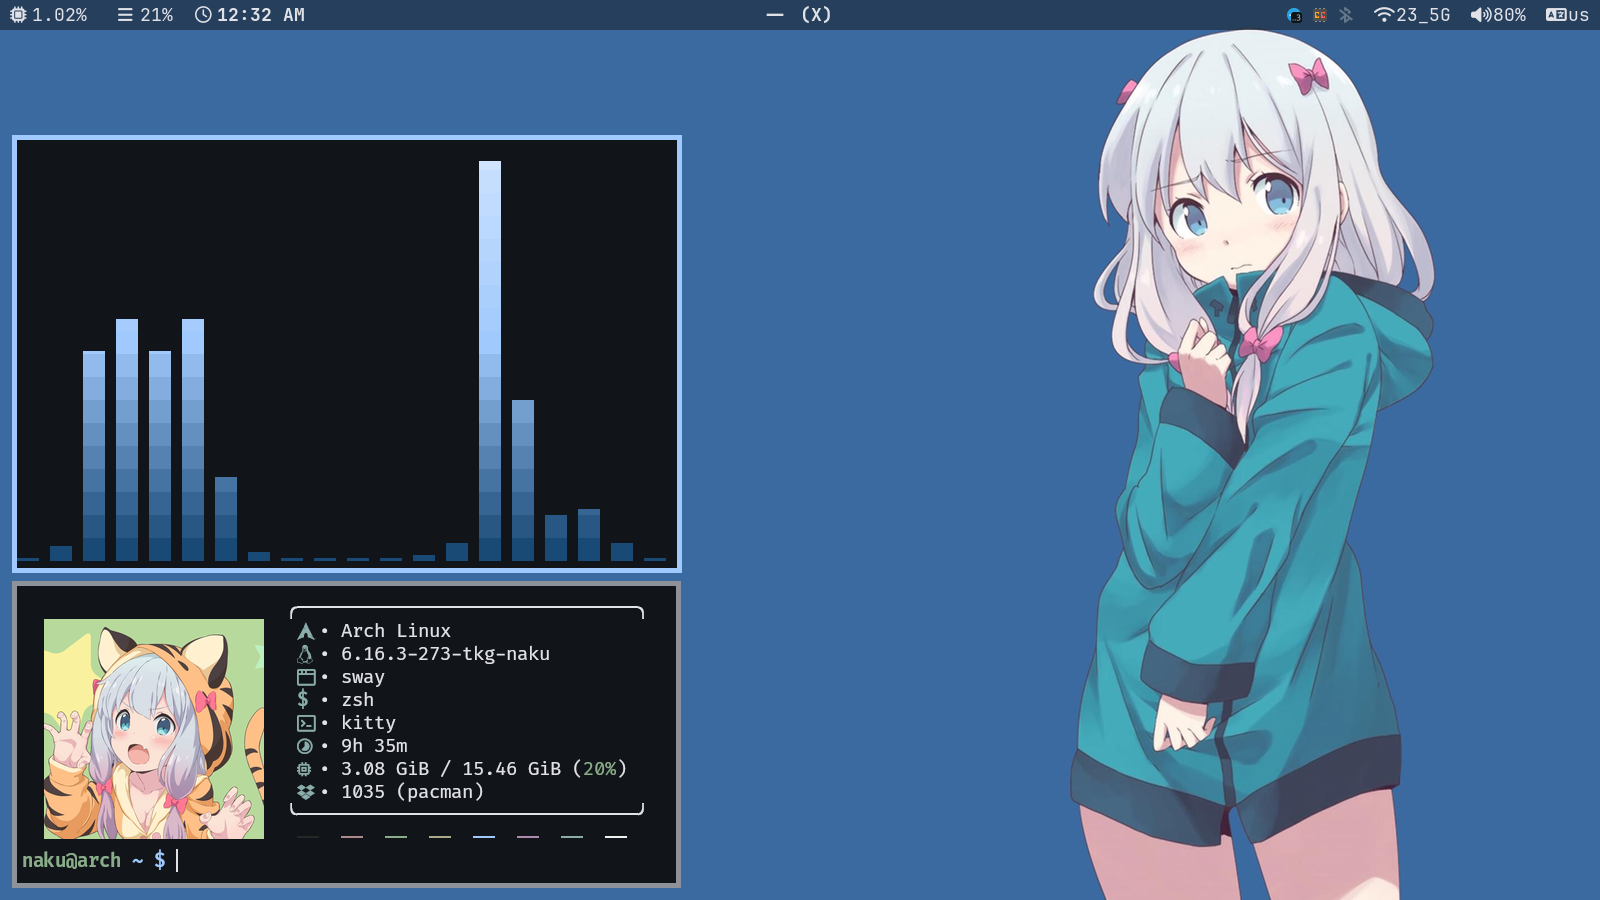 1.02% 21% 12:32 AM — (X) 23_5G 80% us
• Arch Linux
• 6.16.3-273-tkg-naku
• sway
$ • zsh
• kitty
• 9h 35m
• 3.08 GiB / 15.46 GiB (20%)
• 1035 (pacman)
naku@arch ~ $